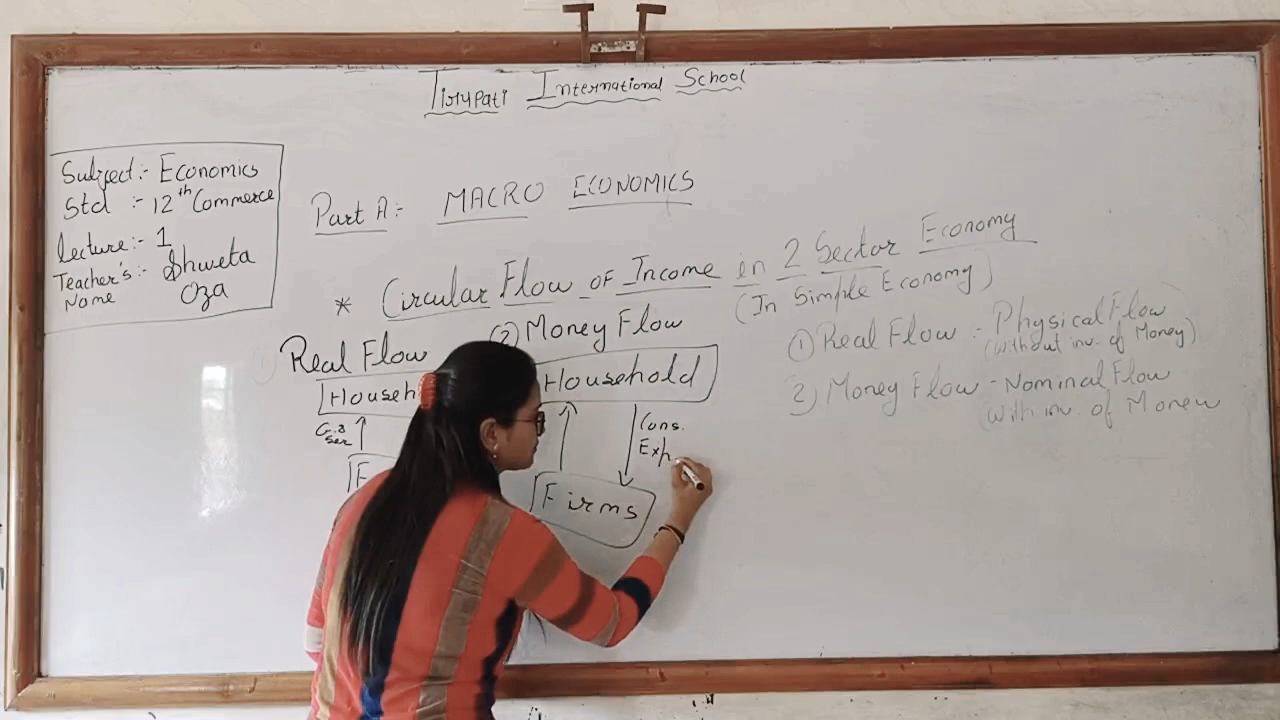 Tirupati International School
Subject:- Economics
Std :- 12th Commerce
Lecture:- 1
Teacher's:- Shweta
Name Oza
Part A:- MACRO ECONOMICS
* Circular Flow of Income in 2 Sector Economy
(In Simple Economy)
① Real Flow
② Money Flow
Household
G. &
Ser
Household
Cons.
Exp
Firms
① Real Flow - Physical Flow
(Without inv. of Money)
② Money Flow - Nominal Flow
(With inv. of Money